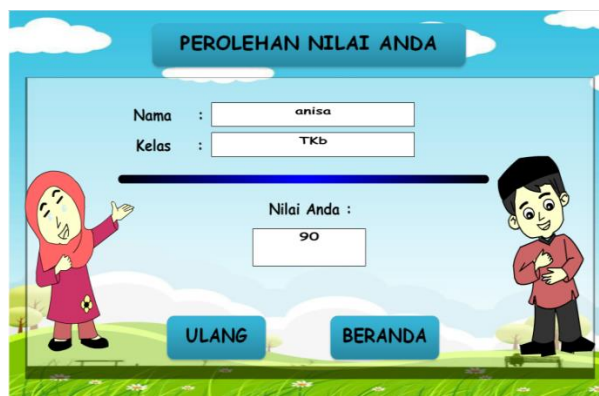 PEROLEHAN NILAI ANDA
Nama : anisa
Kelas : TKb
Nilai Anda :
90
ULANG BERANDA